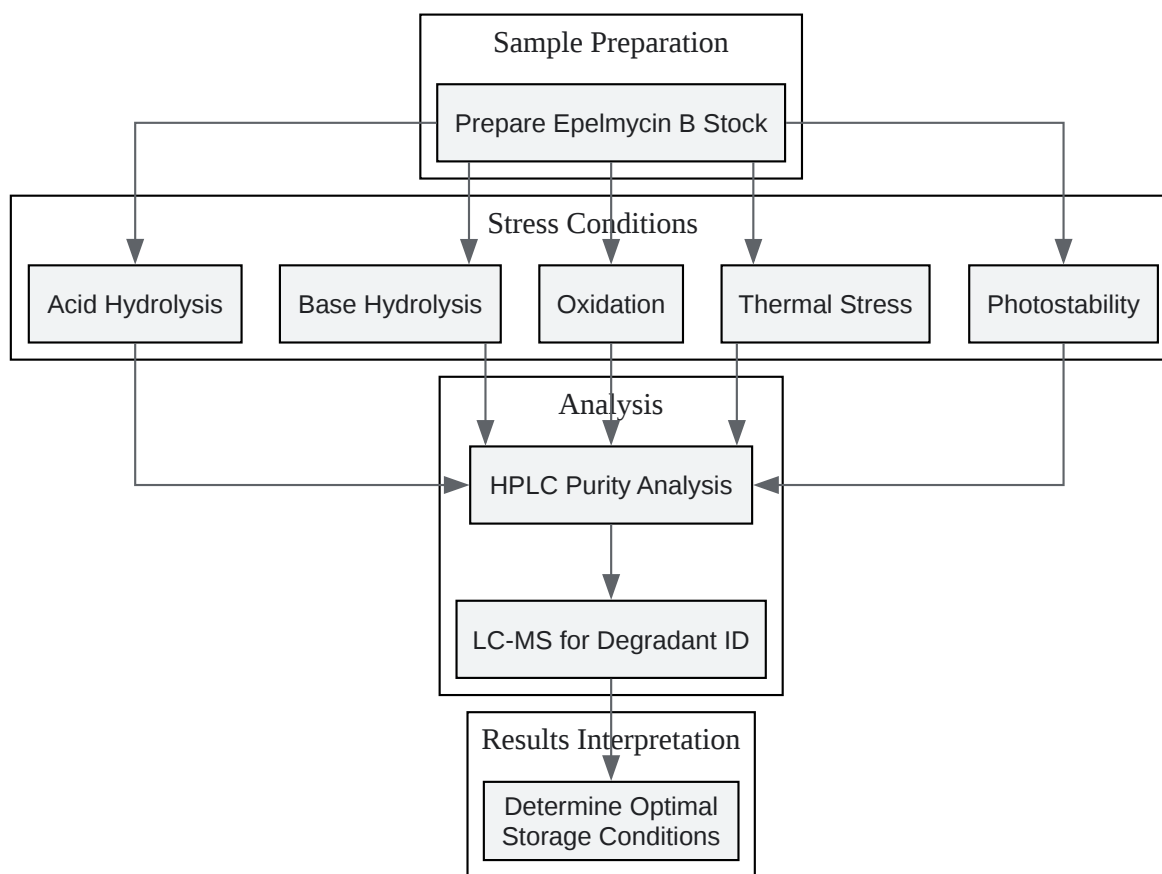 Sample Preparation
Prepare Epelmycin B Stock
Stress Conditions
Acid Hydrolysis
Base Hydrolysis
Oxidation
Thermal Stress
Photostability
Analysis
HPLC Purity Analysis
LC-MS for Degradant ID
Results Interpretation
Determine Optimal
Storage Conditions